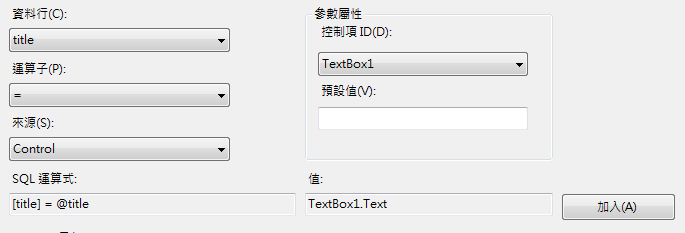 資料行(C):
title
運算子(P):
=
來源(S):
Control
SQL 運算式:
[title] = @title
參數屬性
控制項 ID(D):
TextBox1
預設值(V):
值:
TextBox1.Text
加入(A)